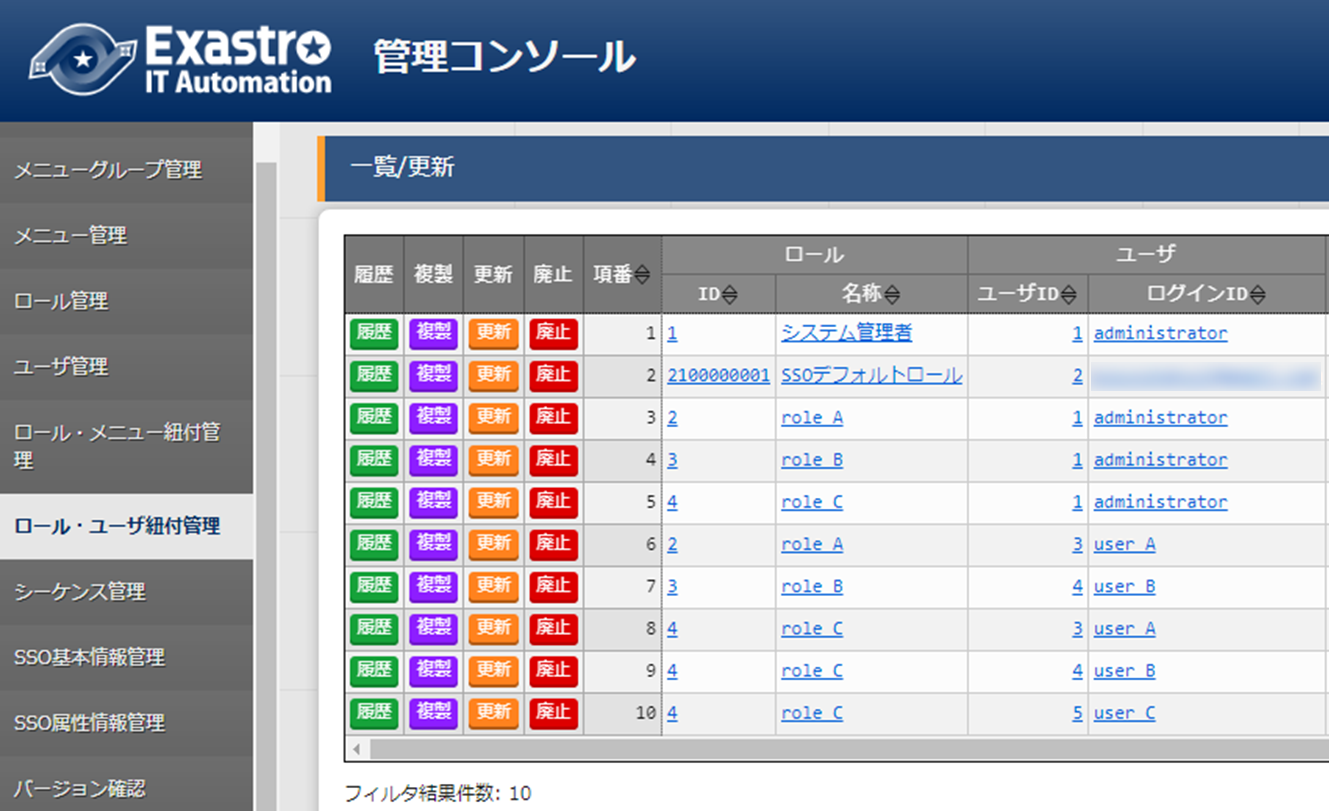 Exastro
IT Automation
管理コンソール
メニューグループ管理
メニュー管理
ロール管理
ユーザ管理
ロール・メニュー紐付管
理
ロール・ユーザ紐付管理
シーケンス管理
SSO基本情報管理
SSO属性情報管理
バージョン確認
一覧/更新
履歴 複製 更新 廃止 項番 ロール ユーザ
ID 名称 ユーザID ログインID
履歴 複製 更新 廃止 1 1 システム管理者 1 administrator
履歴 複製 更新 廃止 2 2100000001 SSOデフォルトロール 2
履歴 複製 更新 廃止 3 2 role A 1 administrator
履歴 複製 更新 廃止 4 3 role B 1 administrator
履歴 複製 更新 廃止 5 4 role C 1 administrator
履歴 複製 更新 廃止 6 2 role A 3 user A
履歴 複製 更新 廃止 7 3 role B 4 user B
履歴 複製 更新 廃止 8 4 role C 3 user A
履歴 複製 更新 廃止 9 4 role C 4 user B
履歴 複製 更新 廃止 10 4 role C 5 user C
フィルタ結果件数: 10